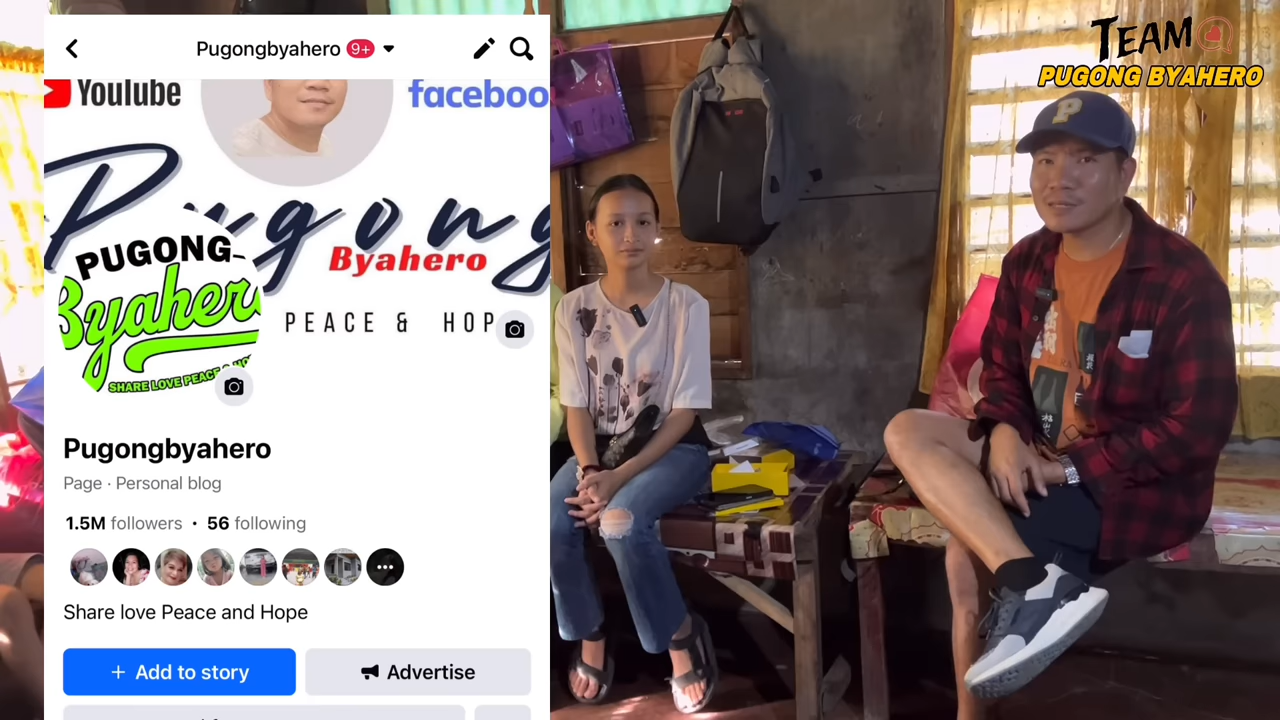 Pugongbyahero 9+
YouTube
faceboo
Pugong
Byahero
PEACE & HOP
PUGONG
Byaher
SHARE LOVE PEACE
Pugongbyahero
Page · Personal blog
1.5M followers • 56 following
Share love Peace and Hope
+ Add to story
Advertise
TEAM
PUGONG BYAHERO
P